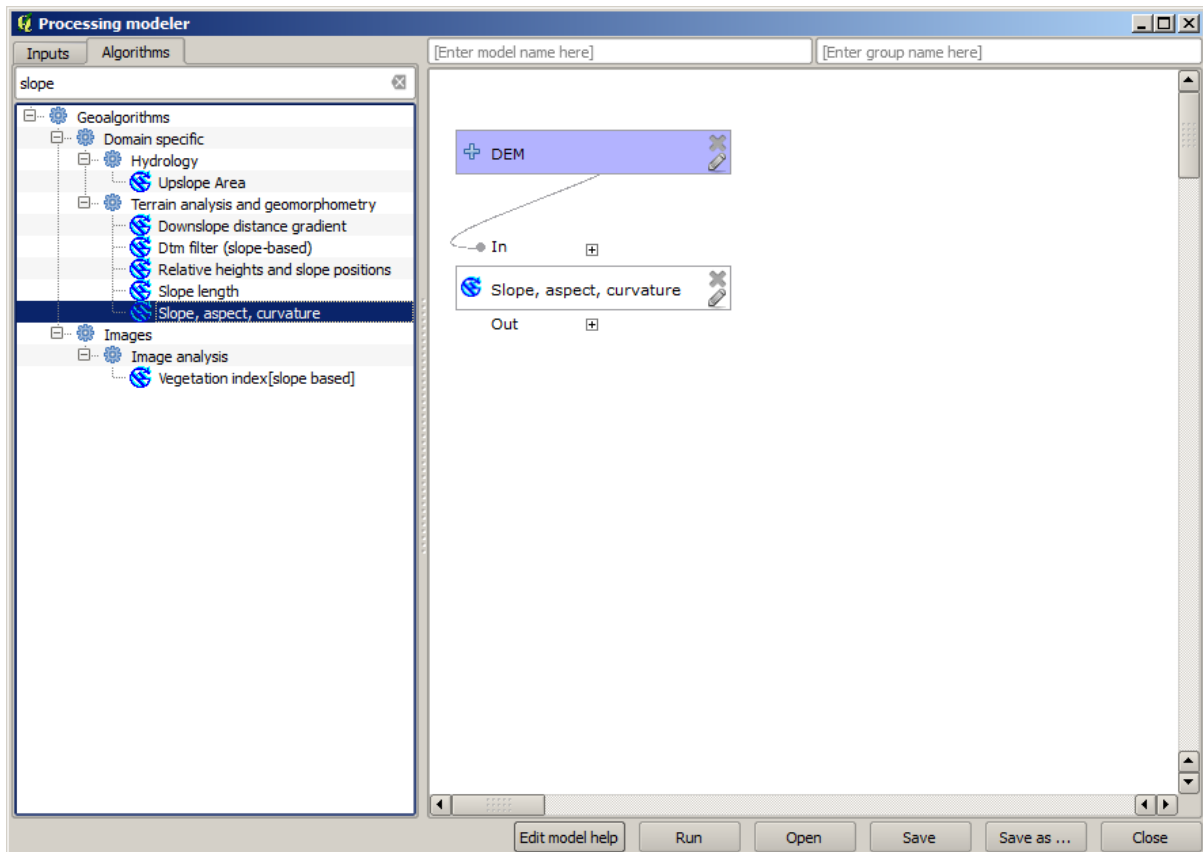 Processing modeler
Inputs Algorithms [Enter model name here] [Enter group name here]
slope
Geoalgorithms
Domain specific
Hydrology
Upslope Area
Terrain analysis and geomorphometry
Downslope distance gradient
Dtm filter (slope-based)
Relative heights and slope positions
Slope length
Slope, aspect, curvature
Images
Image analysis
Vegetation index[slope based]
DEM
In
Slope, aspect, curvature
Out
Edit model help Run Open Save Save as ... Close